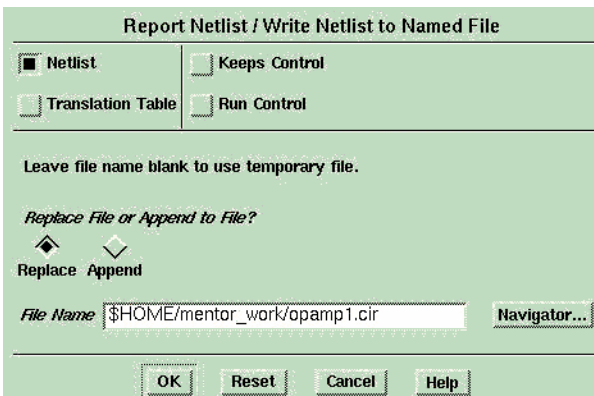 Report Netlist / Write Netlist to Named File
Netlist
Keeps Control
Translation Table
Run Control
Leave file name blank to use temporary file.
Replace File or Append to File?
Replace Append
File Name $HOME/mentor_work/opamp1.cir Navigator...
OK Reset Cancel Help